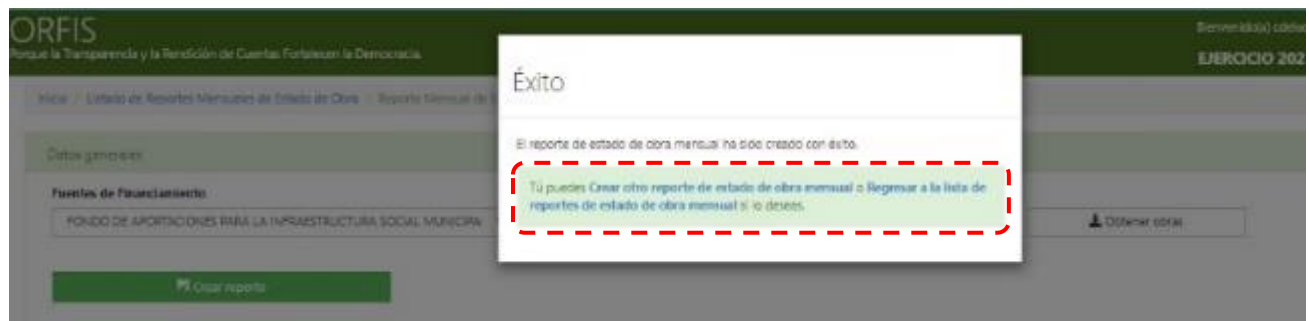 ORFIS
Porque la Transparencia y la Rendición de Cuentas Fortalecen la Democracia.
Bienvenido(a)
EJERCICIO 202
Inicio / Listado de Reportes Mensuales de Estado de Obra / Reporte Mensual de
Datos generales
Fuentes de Financiamiento
FONDO DE APORTACIONES PARA LA INFRAESTRUCTURA SOCIAL MUNICIPA
Obtener obras
Crear reporte
Éxito
El reporte de estado de obra mensual ha sido creado con éxito.
Tú puedes Crear otro reporte de estado de obra mensual o Regresar a la lista de
reportes de estado de obra mensual si lo deseas.